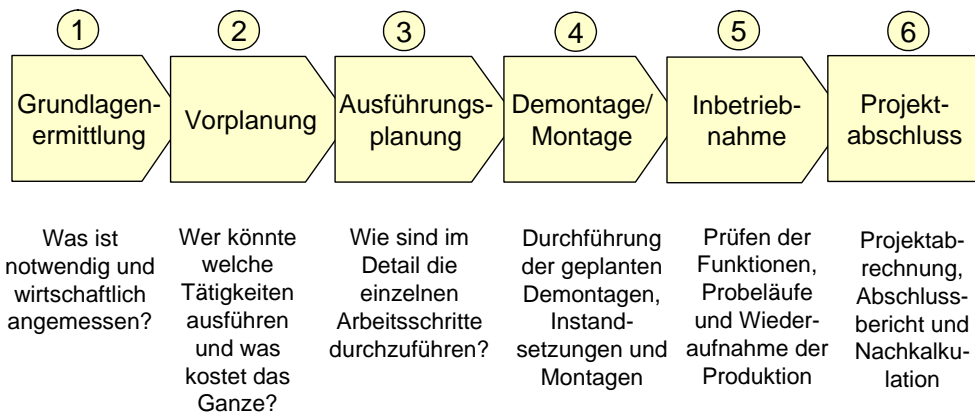 1
Grundlagen-
ermittlung
Was ist
notwendig und
wirtschaftlich
angemessen?
2
Vorplanung
Wer könnte
welche
Tätigkeiten
ausführen
und was
kostet das
Ganze?
3
Ausführungs-
planung
Wie sind im
Detail die
einzelnen
Arbeitsschritte
durchzuführen?
4
Demontage/
Montage
Durchführung
der geplanten
Demontagen,
Instand-
setzungen und
Montagen
5
Inbetrieb-
nahme
Prüfen der
Funktionen,
Probeläufe
und Wieder-
aufnahme der
Produktion
6
Projekt-
abschluss
Projektab-
rechnung,
Abschluss-
bericht und
Nachkalku-
lation